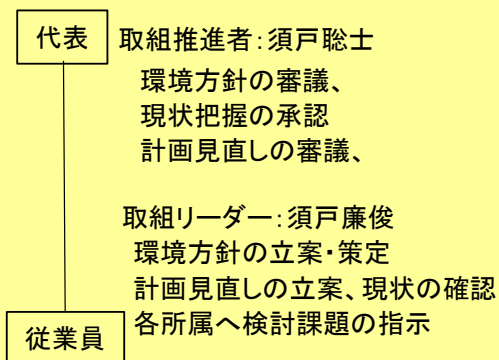 代表
取組推進者：須戸聡士
環境方針の審議、
現状把握の承認
計画見直しの審議、
取組リーダー：須戸廉俊
環境方針の立案・策定
計画見直しの立案、現状の確認
各所属へ検討課題の指示
従業員